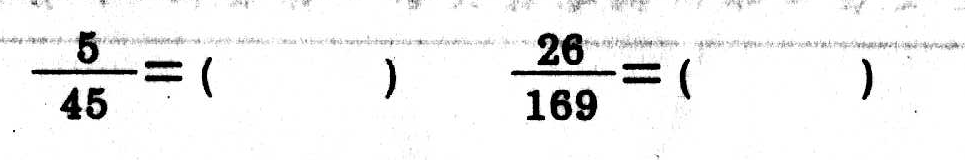 5/45 = ( ) 26/169 = ( )